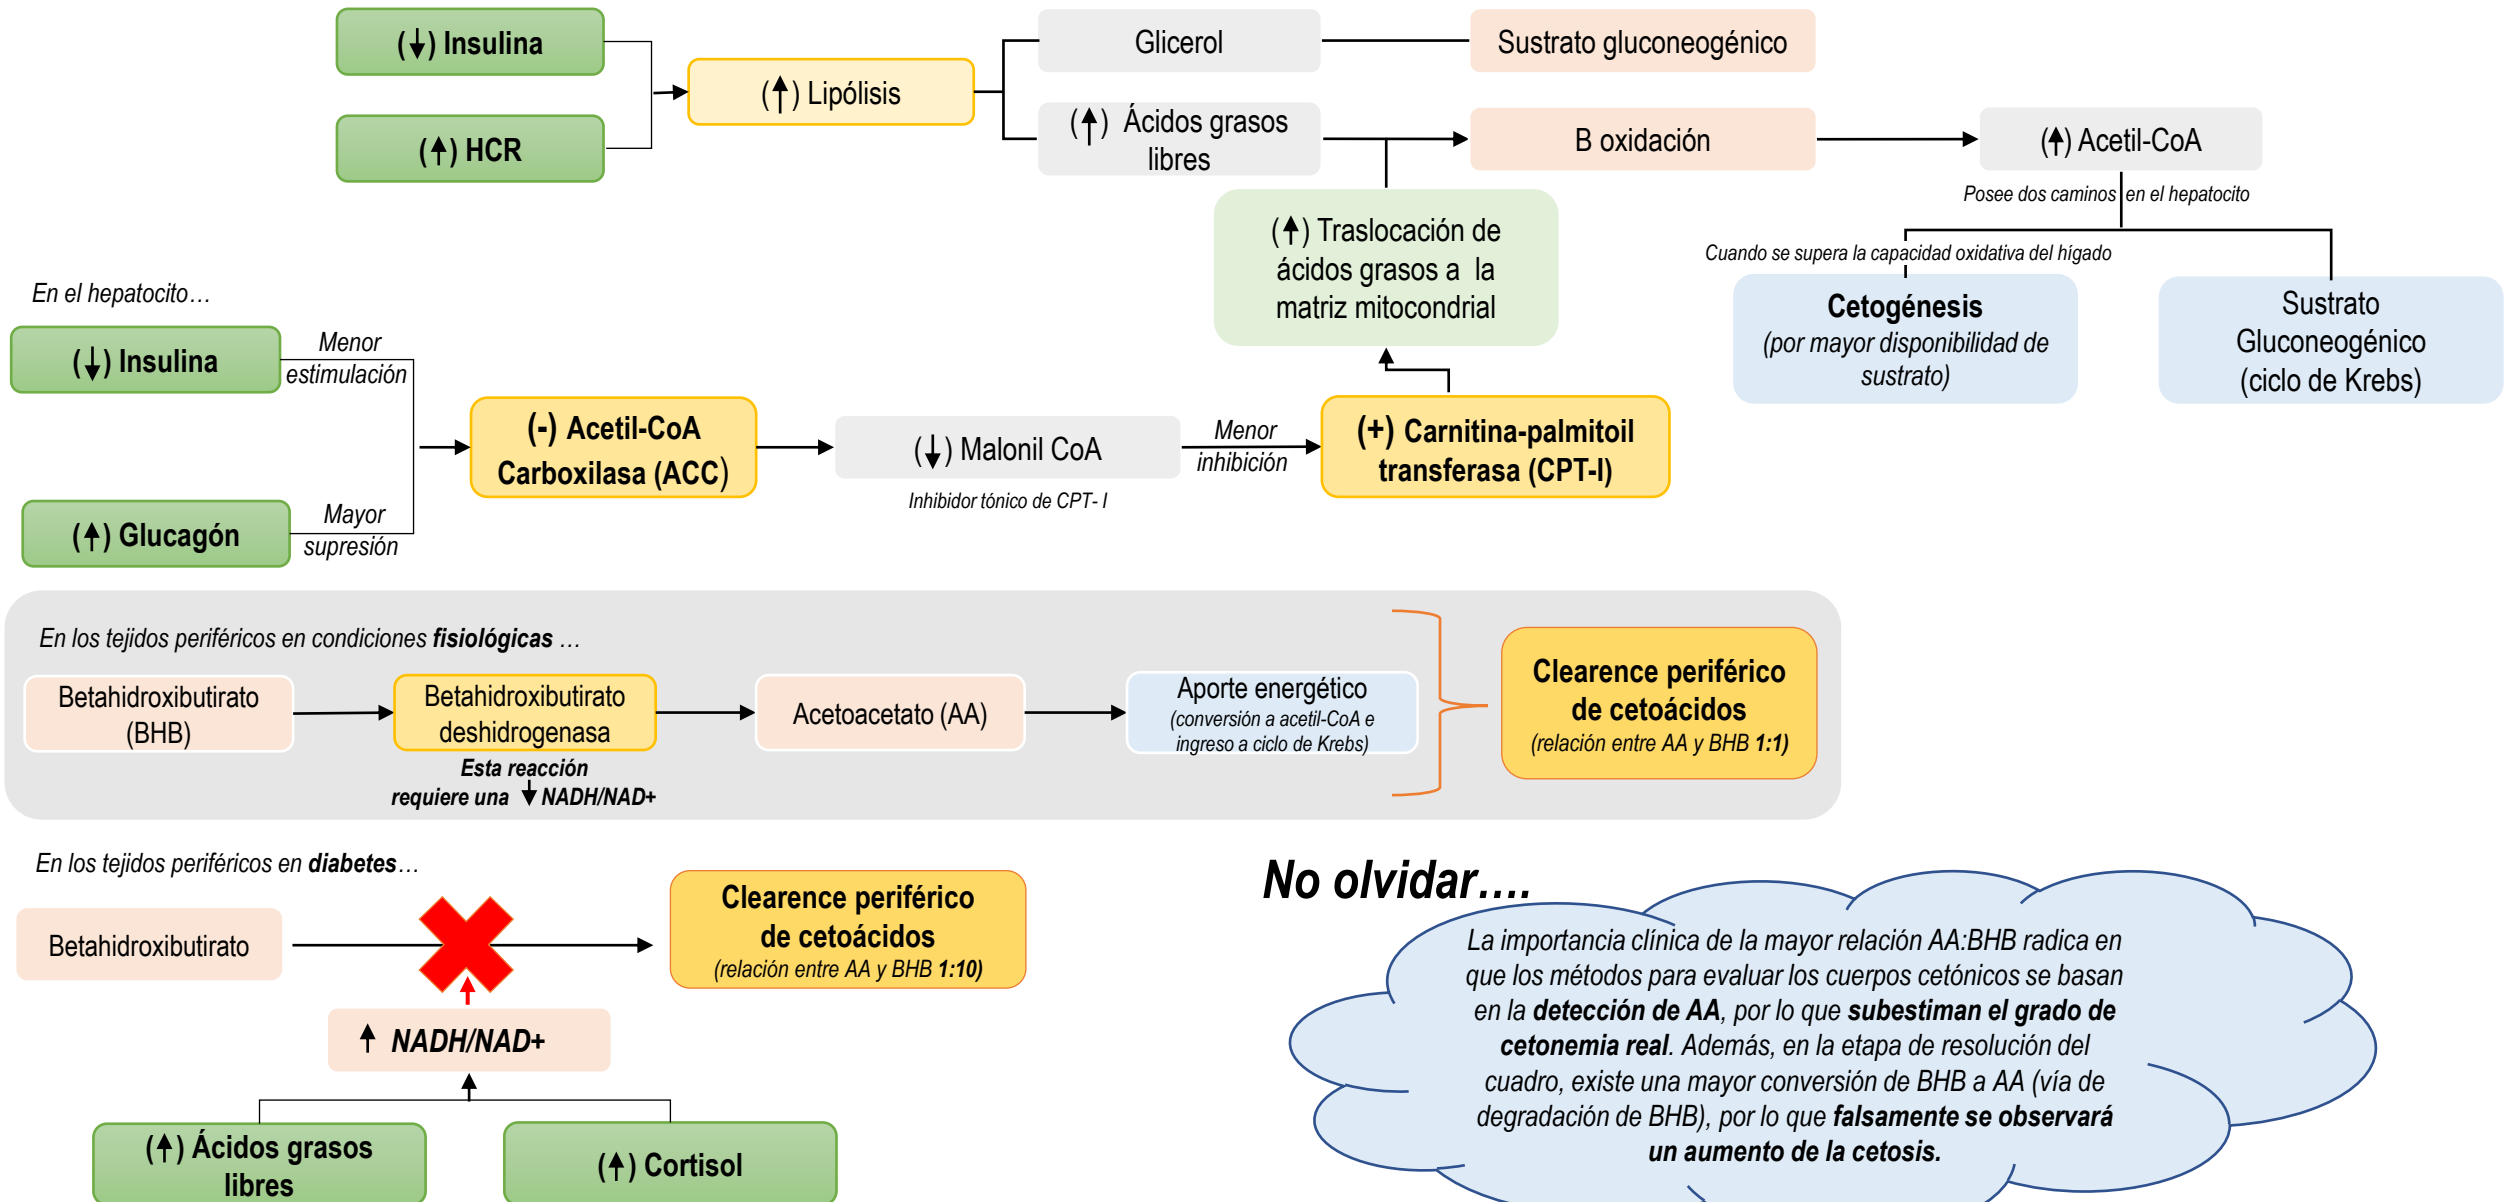 (↓) Insulina
(↑) HCR
(↑) Lipólisis
Glicerol
Sustrato gluconeogénico
(↑) Ácidos grasos
libres
B oxidación
(↑) Acetil-CoA
Posee dos caminos en el hepatocito
Cuando se supera la capacidad oxidativa del hígado
Cetogénesis
(por mayor disponibilidad de
sustrato)
Sustrato
Gluconeogénico
(ciclo de Krebs)
(↑) Traslocación de
ácidos grasos a la
matriz mitocondrial
En el hepatocito…
(↓) Insulina
Menor
estimulación
(↑) Glucagón
Mayor
supresión
(-) Acetil-CoA
Carboxilasa (ACC)
(↓) Malonil CoA
Inhibidor tónico de CPT- I
Menor
inhibición
(+) Carnitina-palmitoil
transferasa (CPT-I)
En los tejidos periféricos en condiciones fisiológicas …
Betahidroxibutirato
(BHB)
Betahidroxibutirato
deshidrogenasa
Esta reacción
requiere una ↓ NADH/NAD+
Acetoacetato (AA)
Aporte energético
(conversión a acetil-CoA e
ingreso a ciclo de Krebs)
Clearence periférico
de cetoácidos
(relación entre AA y BHB 1:1)
En los tejidos periféricos en diabetes…
Betahidroxibutirato
Clearence periférico
de cetoácidos
(relación entre AA y BHB 1:10)
↑ NADH/NAD+
(↑) Ácidos grasos
libres
(↑) Cortisol
No olvidar….
La importancia clínica de la mayor relación AA:BHB radica en
que los métodos para evaluar los cuerpos cetónicos se basan
en la detección de AA, por lo que subestiman el grado de
cetonemia real. Además, en la etapa de resolución del
cuadro, existe una mayor conversión de BHB a AA (vía de
degradación de BHB), por lo que falsamente se observará
un aumento de la cetosis.